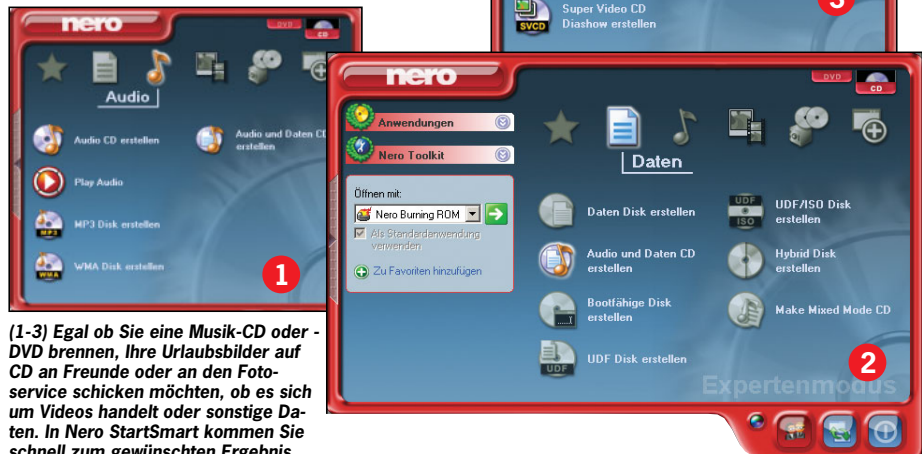 nero
DVD
CD
Audio
Audio CD erstellen
Audio und Daten CD
erstellen
Play Audio
MP3
MP3 Disk erstellen
WMA
WMA Disk erstellen
1
(1-3) Egal ob Sie eine Musik-CD oder -
DVD brennen, Ihre Urlaubsbilder auf
CD an Freunde oder an den Foto-
service schicken möchten, ob es sich
um Videos handelt oder sonstige Da-
ten. In Nero StartSmart kommen Sie
schnell zum gewünschten Ergebnis
SVCD
Super Video CD
Diashow erstellen
3
nero
DVD
CD
Anwendungen
Nero Toolkit
Öffnen mit:
Nero Burning ROM
Als Standardanwendung
verwenden
Zu Favoriten hinzufügen
Daten
Daten Disk erstellen
UDF
ISO
UDF/ISO Disk
erstellen
Audio und Daten CD
erstellen
Hybrid Disk
erstellen
Bootfähige Disk
erstellen
Make Mixed Mode CD
UDF
UDF Disk erstellen
2
Expertenmodus